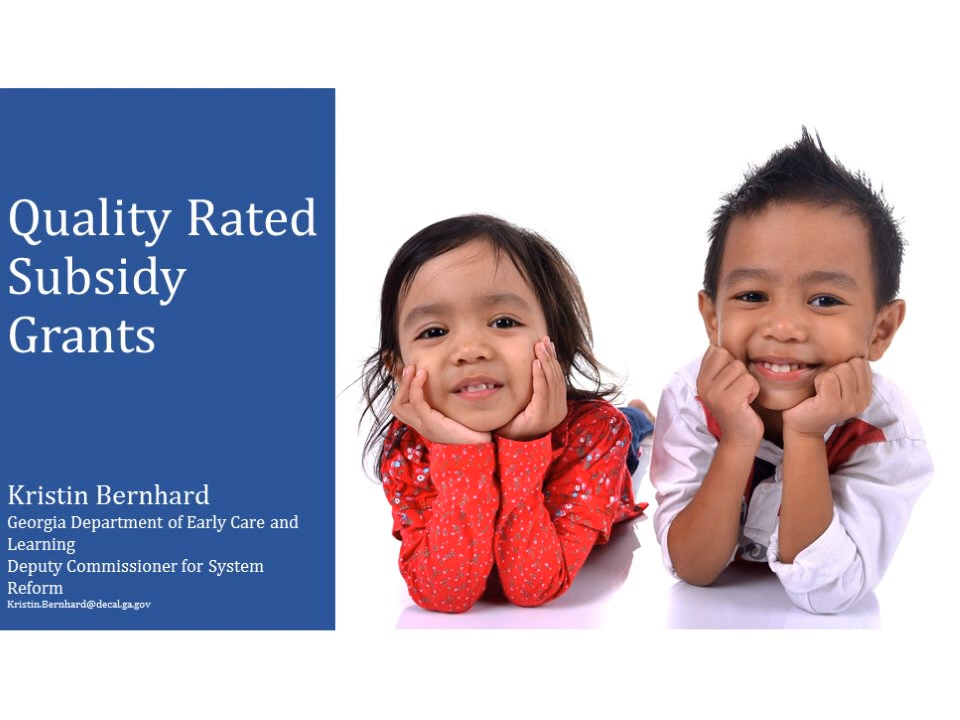 Quality Rated
Subsidy
Grants
Kristin Bernhard
Georgia Department of Early Care and
Learning
Deputy Commissioner for System
Reform
Kristin.Bernhard@decal.ga.gov